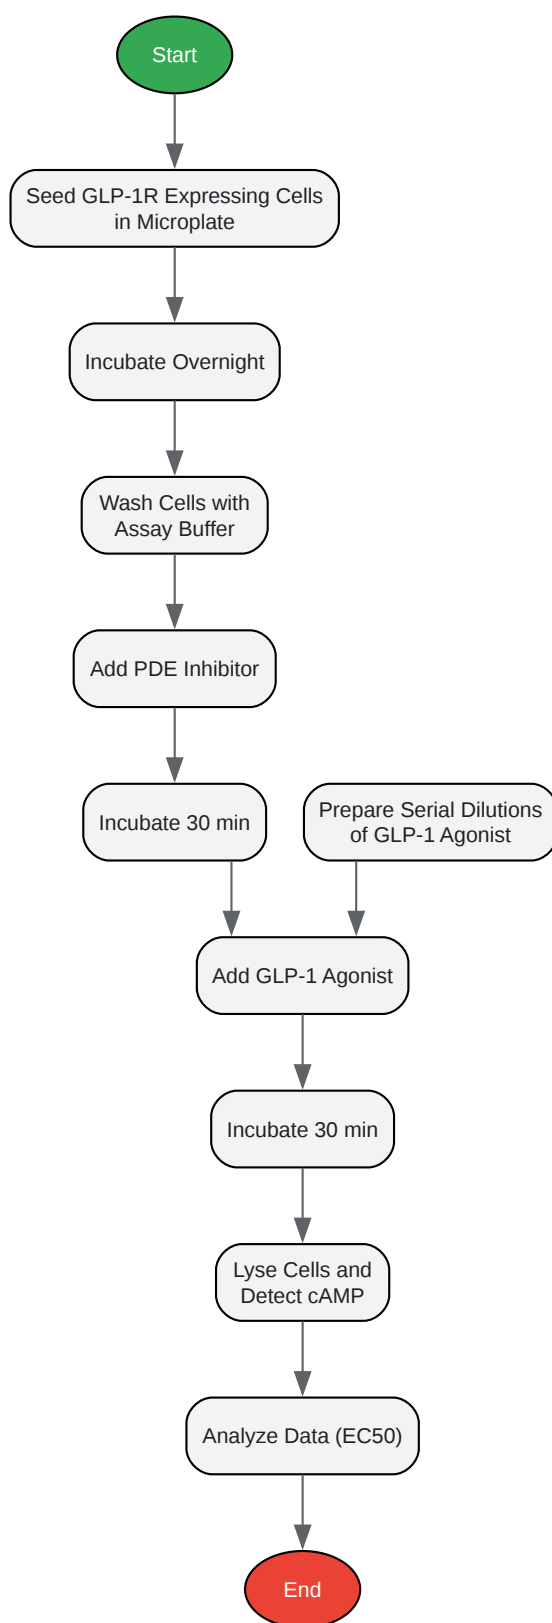 Start
Seed GLP-1R Expressing Cells
in Microplate
Incubate Overnight
Wash Cells with
Assay Buffer
Add PDE Inhibitor
Incubate 30 min
Prepare Serial Dilutions
of GLP-1 Agonist
Add GLP-1 Agonist
Incubate 30 min
Lyse Cells and
Detect cAMP
Analyze Data (EC50)
End